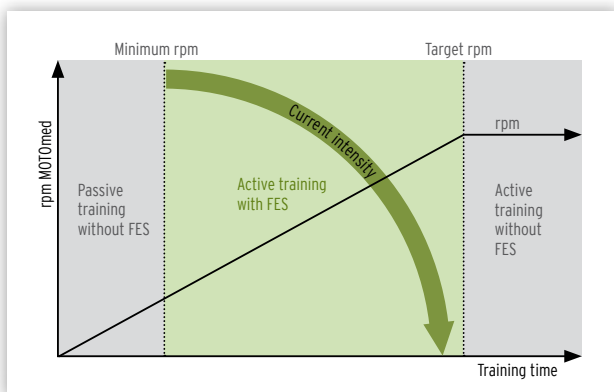 Minimum rpm
Target rpm
rpm MOTOmed
Current intensity
rpm
Passive
training
without FES
Active training
with FES
Active
training
without
FES
Training time